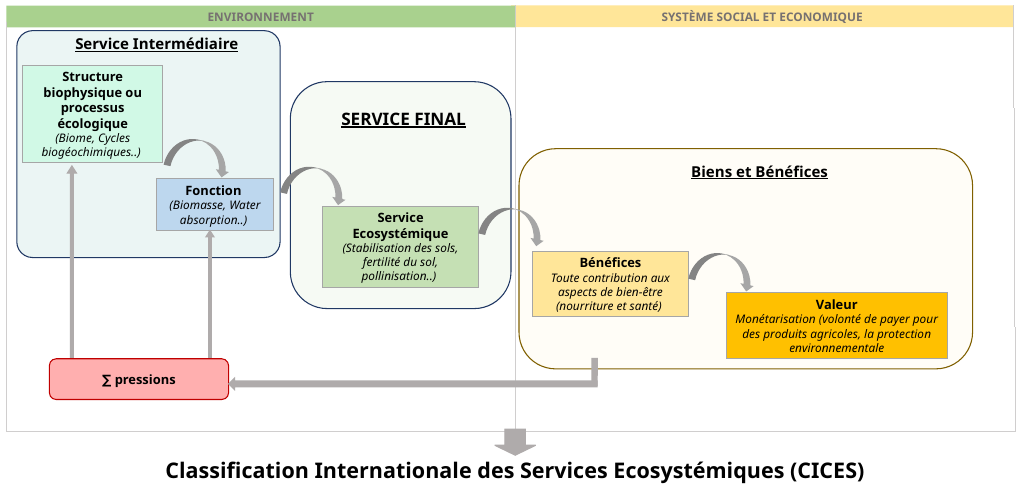 ENVIRONNEMENT
SYSTÈME SOCIAL ET ECONOMIQUE
Service Intermédiaire
Structure
biophysique ou
processus
écologique
(Biome, Cycles
biogéochimiques..)
Fonction
(Biomasse, Water
absorption..)
SERVICE FINAL
Service
Ecosystémique
(Stabilisation des sols,
fertilité du sol,
pollinisation..)
Biens et Bénéfices
Bénéfices
Toute contribution aux
aspects de bien-être
(nourriture et santé)
Valeur
Monétarisation (volonté de payer pour
des produits agricoles, la protection
environnementale
∑ pressions
Classification Internationale des Services Ecosystémiques (CICES)